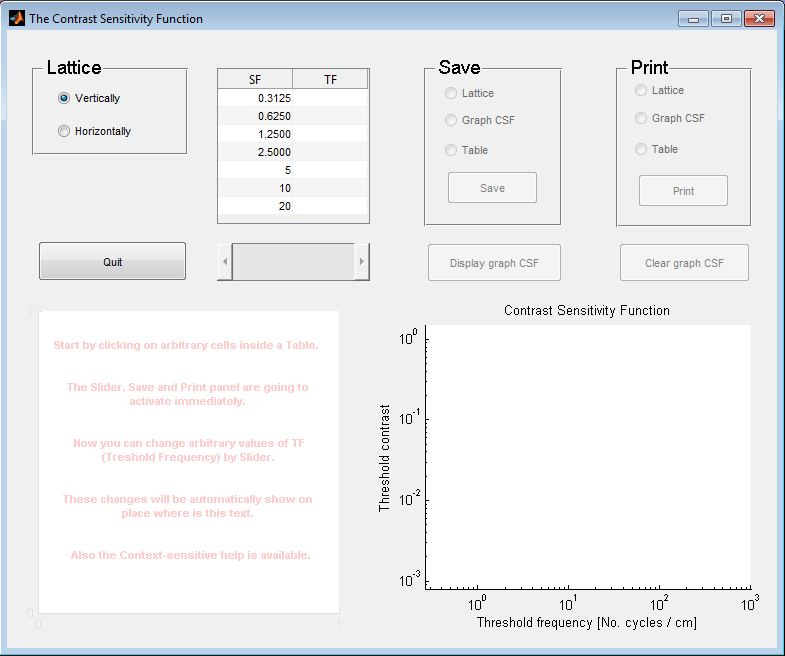 The Contrast Sensitivity Function
Lattice
Vertically
Horizontally
SF TF
0.3125
0.6250
1.2500
2.5000
5
10
20
Save
Lattice
Graph CSF
Table
Save
Print
Lattice
Graph CSF
Table
Print
Quit
Display graph CSF
Clear graph CSF
1
Start by clicking on arbitrary cells inside a Table.
The Slider, Save and Print panel are going to
activate immediately.
Now you can change arbitrary values of TF
(Treshold Frequency) by Slider.
These changes will be automatically show on
place where is this text.
Also the Context-sensitive help is available.
0
0 1
Contrast Sensitivity Function
Threshold contrast
10^0
10^-1
10^-2
10^-3
10^0 10^1 10^2 10^3
Threshold frequency [No. cycles / cm]